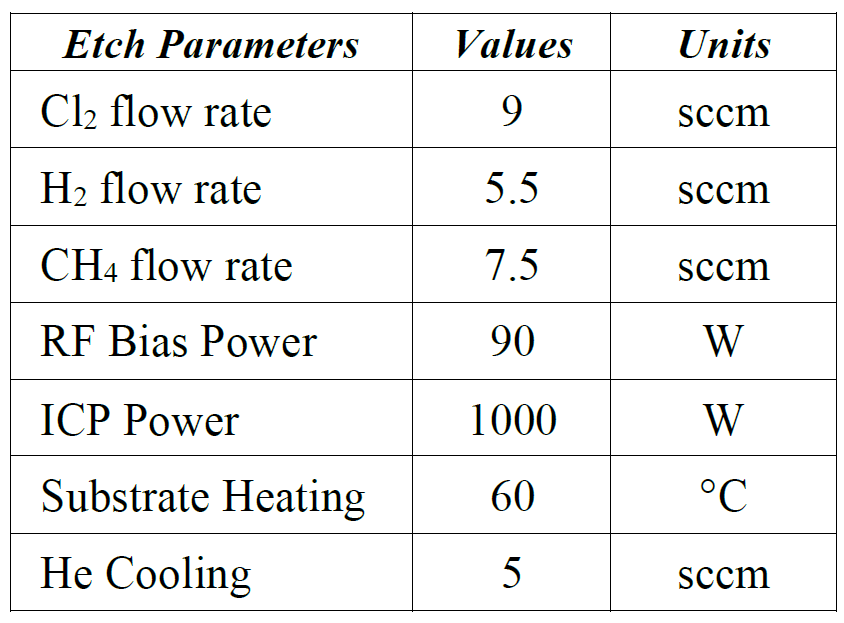 Etch Parameters Values Units
Cl₂ flow rate 9 sccm
H₂ flow rate 5.5 sccm
CH₄ flow rate 7.5 sccm
RF Bias Power 90 W
ICP Power 1000 W
Substrate Heating 60 °C
He Cooling 5 sccm